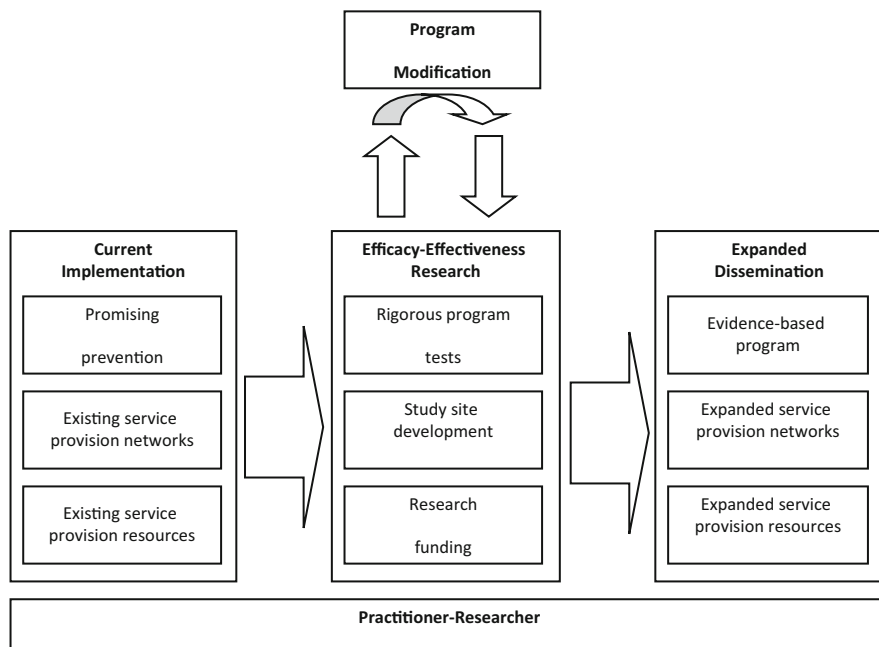 Program
Modification
Current
Implementation
Promising
prevention
Existing service
provision networks
Existing service
provision resources
Efficacy-Effectiveness
Research
Rigorous program
tests
Study site
development
Research
funding
Expanded
Dissemination
Evidence-based
program
Expanded service
provision networks
Expanded service
provision resources
Practitioner-Researcher